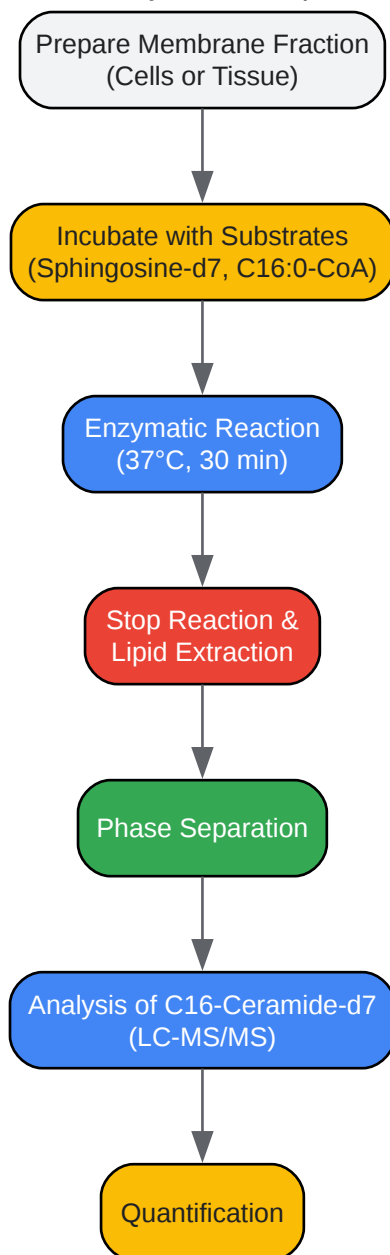 Prepare Membrane Fraction
(Cells or Tissue)
Incubate with Substrates
(Sphingosine-d7, C16:0-CoA)
Enzymatic Reaction
(37°C, 30 min)
Stop Reaction &
Lipid Extraction
Phase Separation
Analysis of C16-Ceramide-d7
(LC-MS/MS)
Quantification